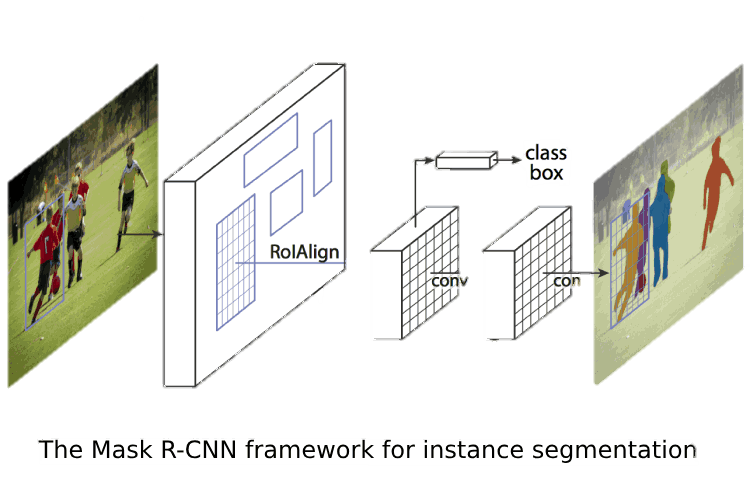 class
box
RoIAlign
conv
con
The Mask R-CNN framework for instance segmentation